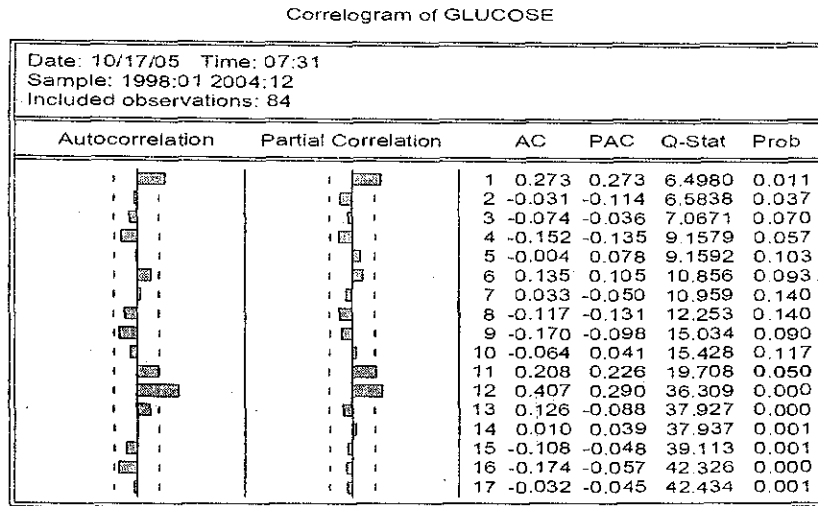 Correlogram of GLUCOSE
Date: 10/17/05 Time: 07:31
Sample: 1998:01 2004:12
Included observations: 84
Autocorrelation Partial Correlation AC PAC Q-Stat Prob
1 0.273 0.273 6.4980 0.011
2 -0.031 -0.114 6.5838 0.037
3 -0.074 -0.036 7.0671 0.070
4 -0.152 -0.135 9.1579 0.057
5 -0.004 0.078 9.1592 0.103
6 0.135 0.105 10.856 0.093
7 0.033 -0.050 10.959 0.140
8 -0.117 -0.131 12.253 0.140
9 -0.170 -0.098 15.034 0.090
10 -0.064 0.041 15.428 0.117
11 0.208 0.226 19.708 0.050
12 0.407 0.290 36.309 0.000
13 0.126 -0.088 37.927 0.000
14 0.010 0.039 37.937 0.001
15 -0.108 -0.048 39.113 0.001
16 -0.174 -0.057 42.326 0.000
17 -0.032 -0.045 42.434 0.001